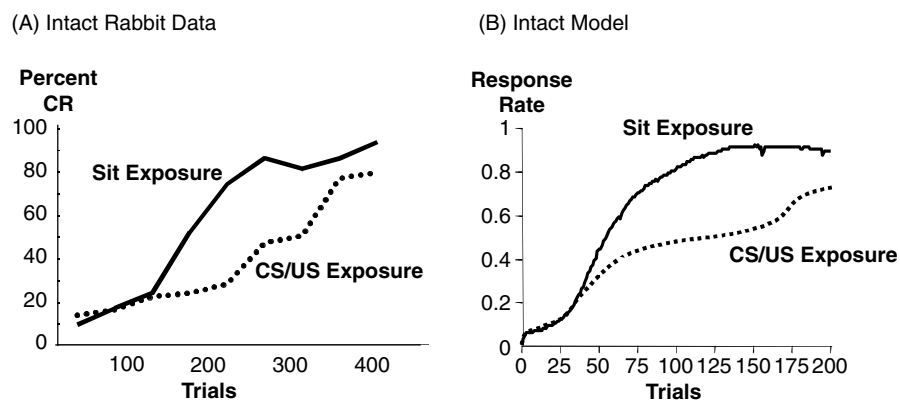 (A) Intact Rabbit Data
Percent
CR
100
80
60
40
20
0
Sit Exposure
CS/US Exposure
100 200 300 400
Trials
(B) Intact Model
Response
Rate
1
0.8
0.6
0.4
0.2
0
Sit Exposure
CS/US Exposure
0 25 50 75 100 125 150 175 200
Trials